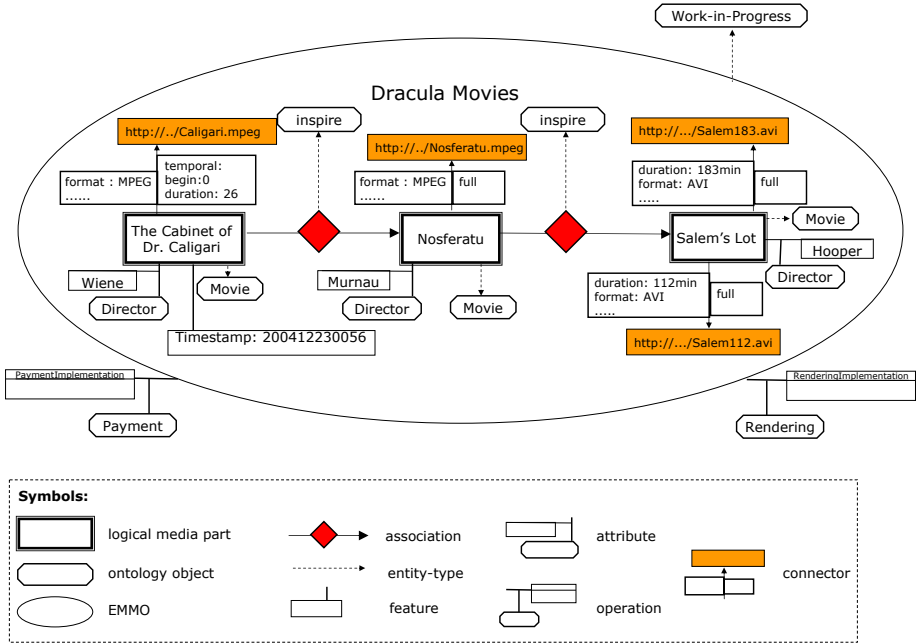 Work-in-Progress
Dracula Movies
inspire
inspire
http://../Caligari.mpeg
http://../Nosferatu.mpeg
http://.../Salem183.avi
format : MPEG
......
temporal:
begin:0
duration: 26
format : MPEG
......
full
duration: 183min
format: AVI
.....
full
The Cabinet of
Dr. Caligari
Nosferatu
Salem's Lot
Movie
Hooper
Director
Wiene
Director
Movie
Murnau
Director
Movie
duration: 112min
format: AVI
.....
full
Timestamp: 200412230056
http://.../Salem112.avi
PaymentImplementation
Payment
RenderingImplementation
Rendering
Symbols:
logical media part
association
attribute
ontology object
entity-type
connector
EMMO
feature
operation